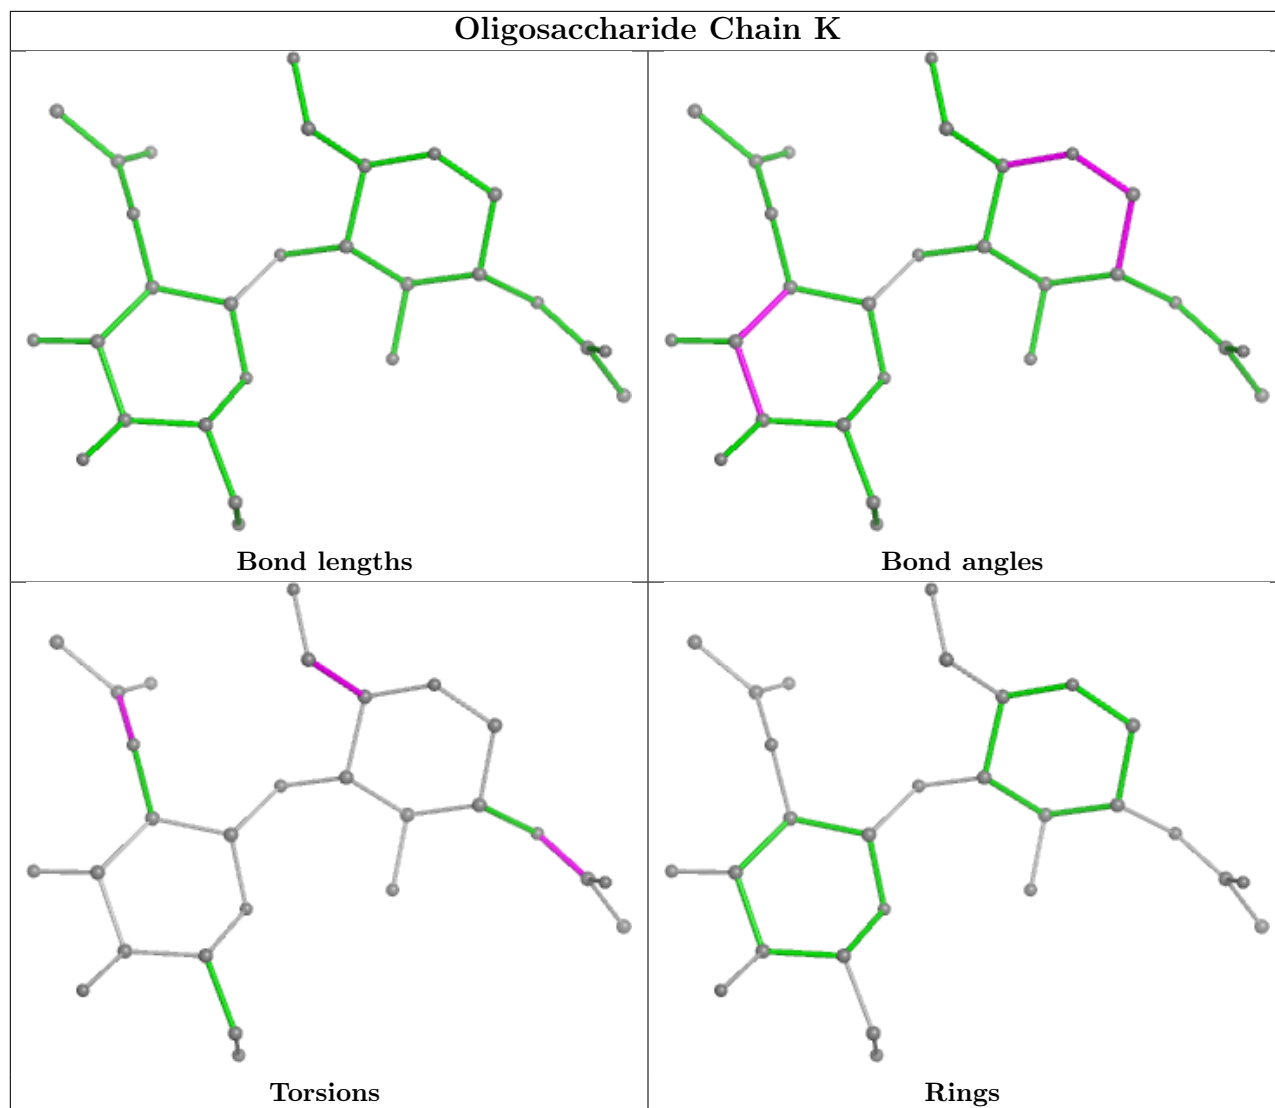 Oligosaccharide Chain K
Bond lengths
Bond angles
Torsions
Rings